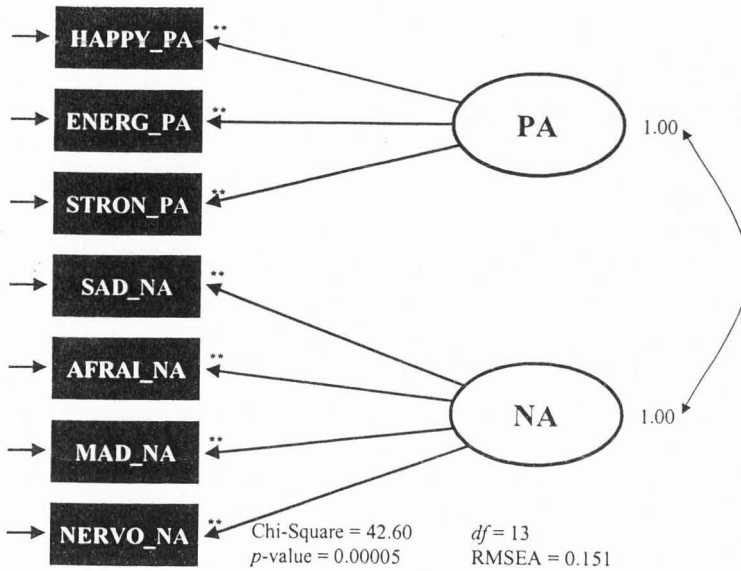 HAPPY_PA **
ENERG_PA **
PA 1.00
STRON_PA **
SAD_NA **
AFRAI_NA **
NA 1.00
MAD_NA **
NERVO_NA **
Chi-Square = 42.60 df = 13
p-value = 0.00005 RMSEA = 0.151